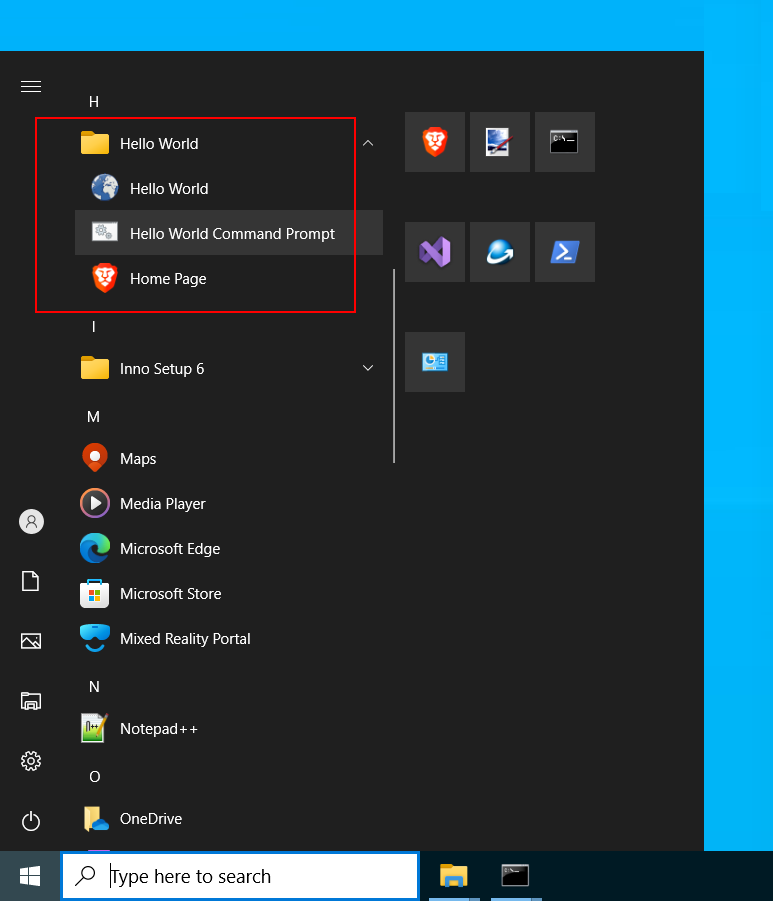 H
Hello World
Hello World
Hello World Command Prompt
Home Page
I
Inno Setup 6
M
Maps
Media Player
Microsoft Edge
Microsoft Store
Mixed Reality Portal
N
Notepad++
O
OneDrive
Type here to search